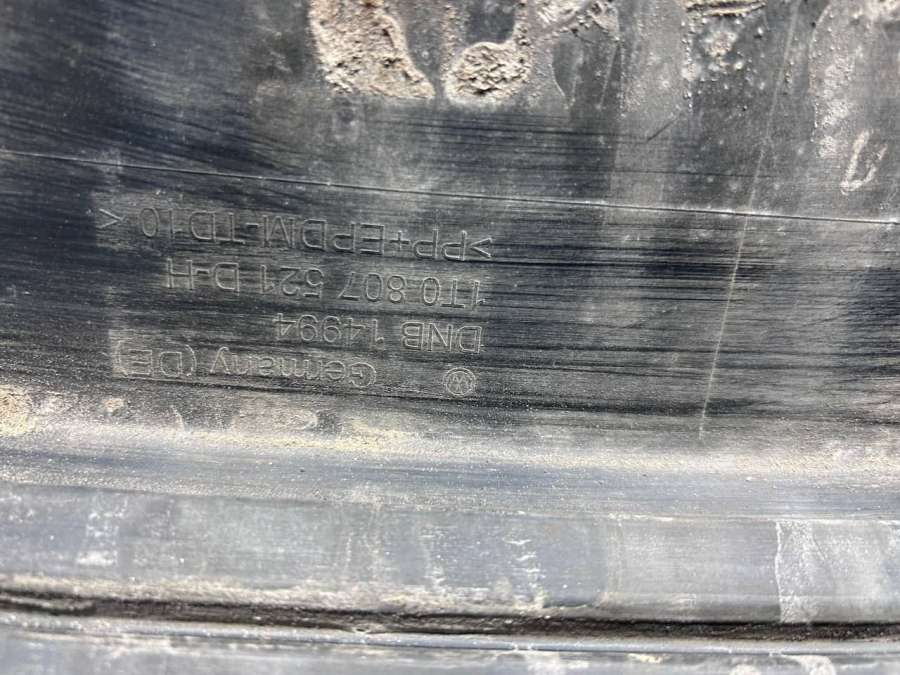 Germany (DE)
DNB 14994
1T0.807 521 D-H
>PP+EPDM-TD10<